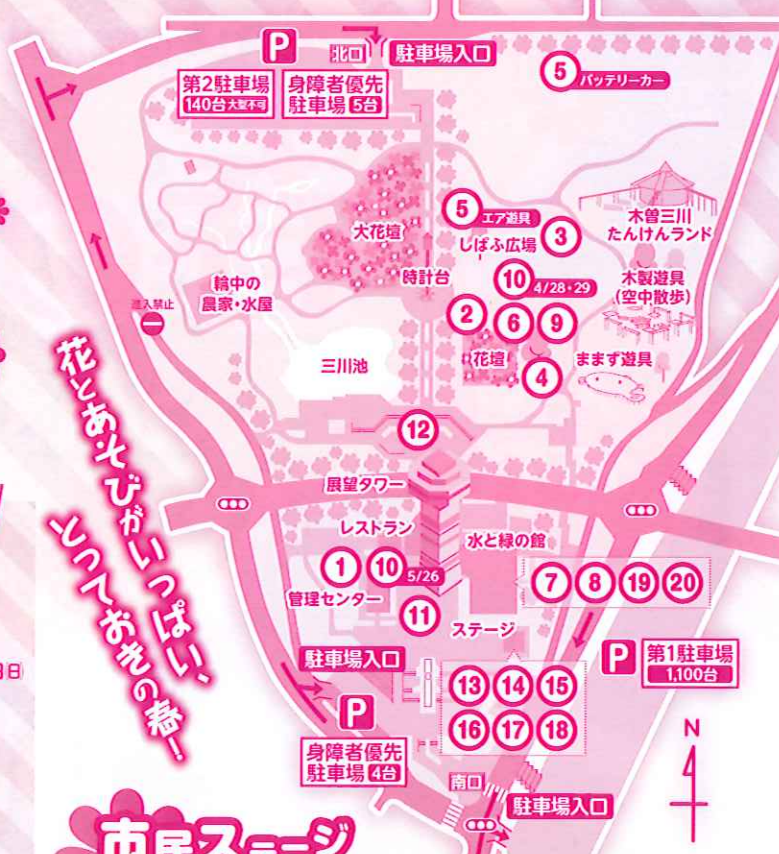 P
北口
駐車場入口
第2駐車場
140台 大型不可
身障者優先
駐車場 5台
5 バッテリーカー
大花壇
5 エア遊具
しばふ広場
3
木曽三川
たんけんランド
時計台
10 4/28・29
輪中の
農家・水屋
進入禁止
2 6 9
木製遊具
(空中散歩)
三川池
花壇
4
ままず遊具
12
展望タワー
レストラン
水と緑の館
1 10 5/26
7 8 19 20
管理センター
11
ステージ
花とあそびがいっぱい、
とっておきの春!
駐車場入口
13 14 15
16 17 18
P
第1駐車場
1,100台
P
身障者優先
駐車場 4台
南口
駐車場入口
N
市民ステージ